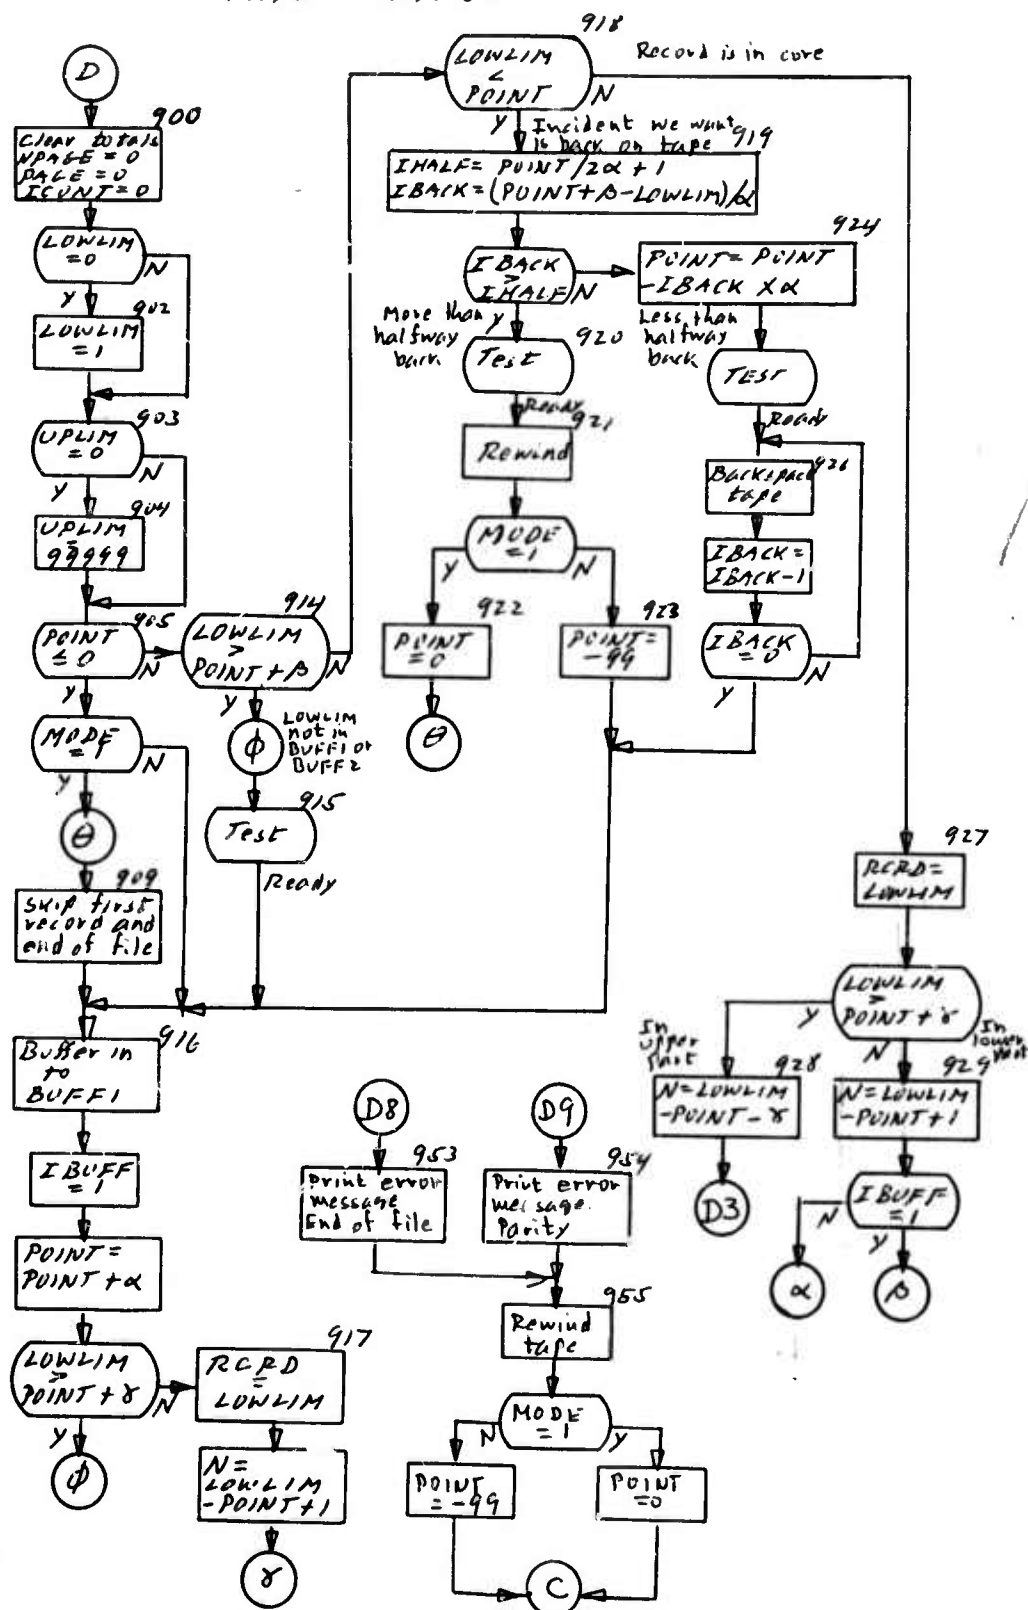 D
900
Clear totals
NPAGE = 0
PAGE = 0
ICOUNT = 0
LOWLIM
= 0
N
Y
902
LOWLIM
= 1
903
UPLIM
= 0
N
Y
904
UPLIM
=
99999
905
POINT
≤ 0
N
Y
MODE
= 1
N
Y
θ
909
Skip first
record and
end of file
914
LOWLIM
>
POINT + β
N
Y
ϕ
LOWLIM
not in
BUFF1 or
BUFF2
915
Test
Ready
916
Buffer in
to
BUFF1
IBUFF
= 1
POINT =
POINT + α
LOWLIM
>
POINT + γ
N
Y
ϕ
917
RCRD
=
LOWLIM
N =
LOWLIM
-POINT+1
γ
918
LOWLIM
<
POINT
N
Record is in core
Y
Incident we want
is back on tape
919
IHALF= POINT/2α + 1
IBACK=(POINT+β-LOWLIM)/α
IBACK
>
IHALF
N
Y
More than
halfway
back
920
Test
Ready
921
Rewind
MODE
= 1
Y
N
922
POINT
= 0
θ
923
POINT=
-99
924
POINT= POINT
-IBACK X α
Less than
halfway
back
TEST
Ready
926
Backspace
tape
IBACK=
IBACK-1
IBACK
= 0
N
Y
927
RCRD=
LOWLIM
LOWLIM
>
POINT + γ
Y
N
In
upper
part
928
N=LOWLIM
-POINT-γ
D3
In
lower
part
929
N=LOWLIM
-POINT+1
IBUFF
= 1
N
Y
α
β
D8
953
Print error
message
End of file
D9
954
Print error
message.
Parity
955
Rewind
tape
MODE
= 1
N
Y
POINT
= -99
POINT
= 0
C